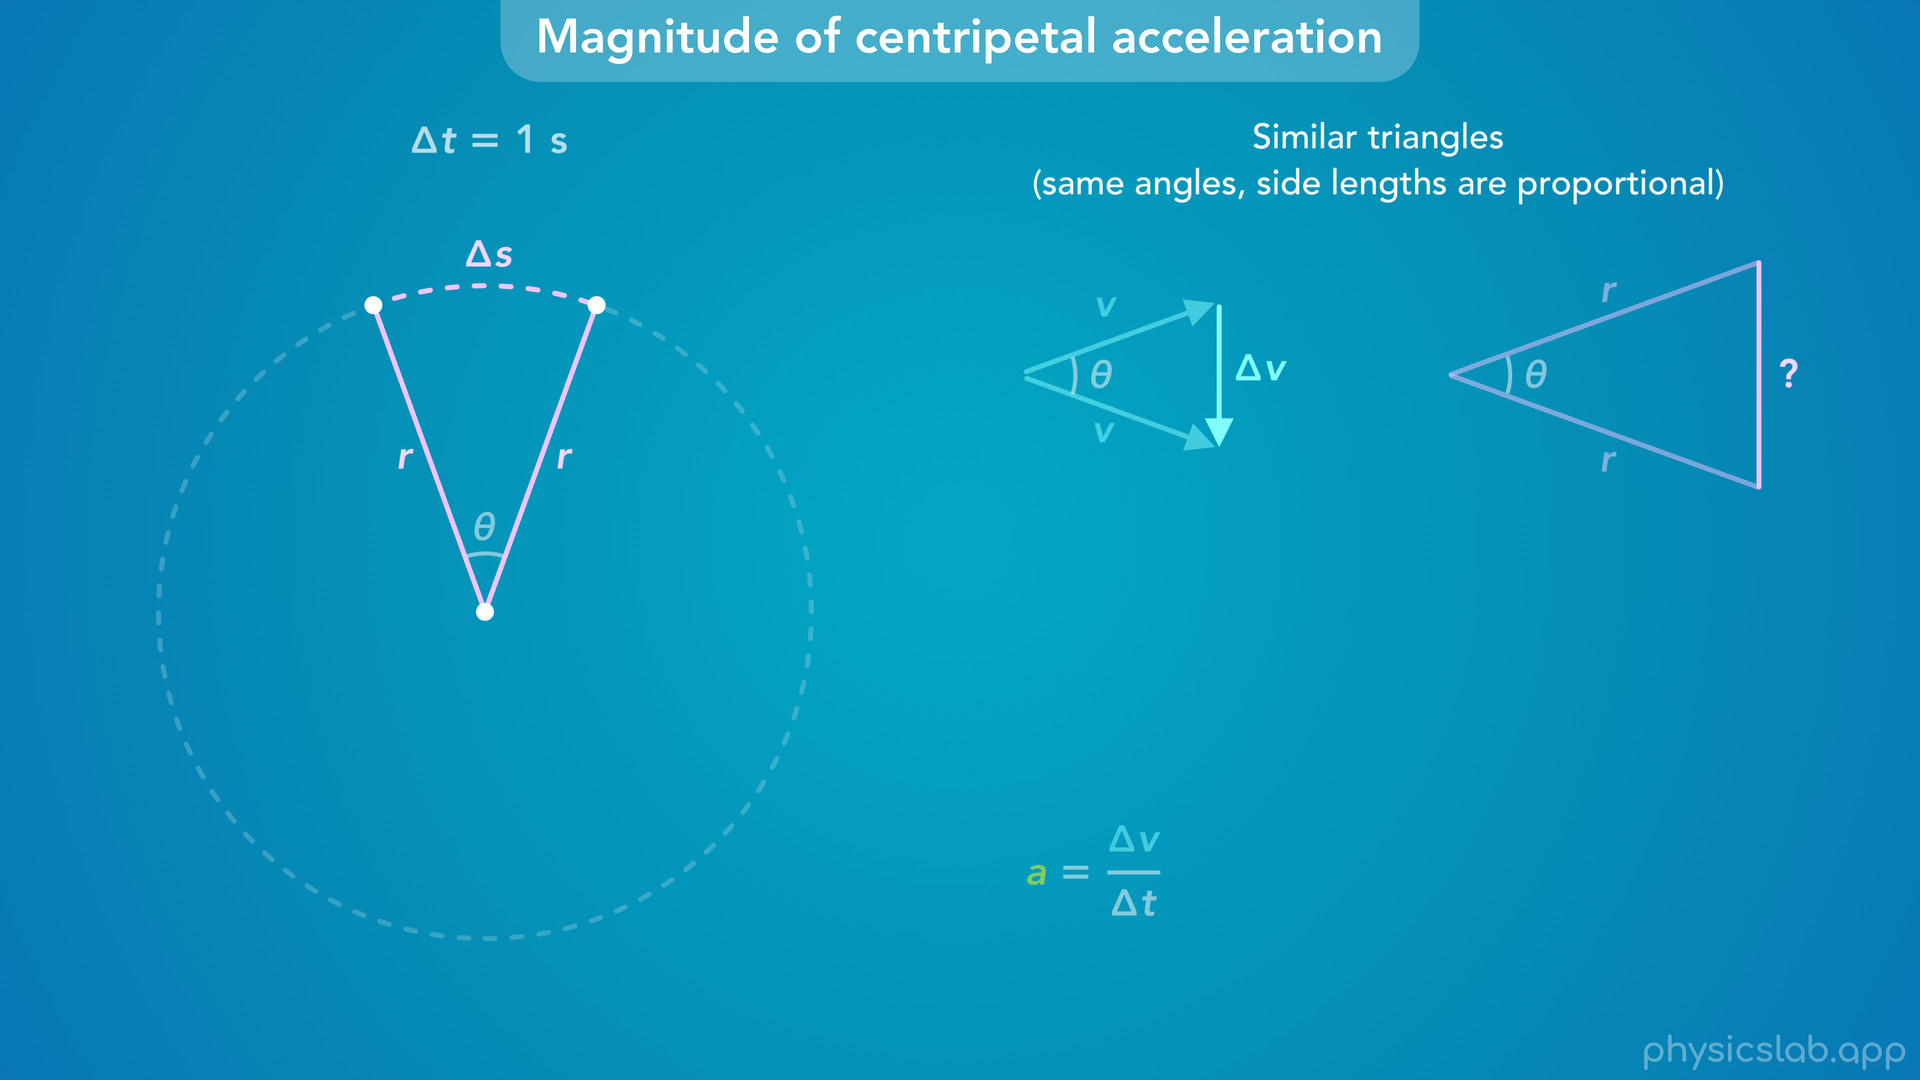 Magnitude of centripetal acceleration
Δt = 1 s
Similar triangles
(same angles, side lengths are proportional)
Δs
r
r
θ
v
v
θ
Δv
r
r
θ
?
a = Δv/Δt
physicslab.app